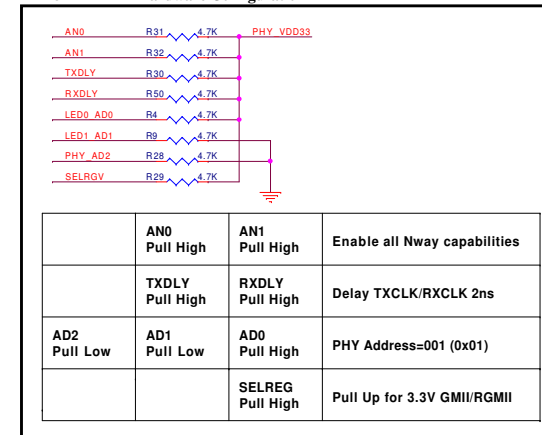 AN0 R31 4.7K PHY_VDD33
AN1 R32 4.7K
TXDLY R30 4.7K
RXDLY R50 4.7K
LED0_AD0 R4 4.7K
LED1_AD1 R9 4.7K
PHY_AD2 R28 4.7K
SELRGV R29 4.7K
AN0 Pull High AN1 Pull High Enable all Nway capabilities
TXDLY Pull High RXDLY Pull High Delay TXCLK/RXCLK 2ns
AD2 Pull Low AD1 Pull Low AD0 Pull High PHY Address=001 (0x01)
SELREG Pull High Pull Up for 3.3V GMII/RGMII